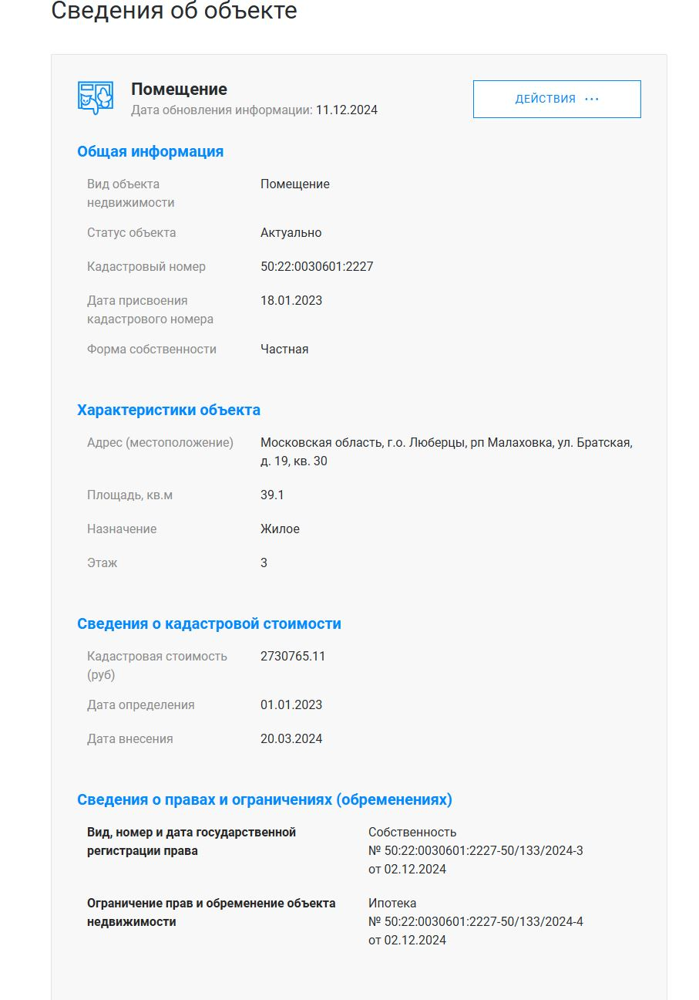 Сведения об объекте
Помещение
Дата обновления информации: 11.12.2024
ДЕЙСТВИЯ ···
Общая информация
Вид объекта недвижимости
Помещение
Статус объекта
Актуально
Кадастровый номер
50:22:0030601:2227
Дата присвоения
кадастрового номера
18.01.2023
Форма собственности
Частная
Характеристики объекта
Адрес (местоположение)
Московская область, г.о. Люберцы, рп Малаховка, ул. Братская,
д. 19, кв. 30
Площадь, кв.м
39.1
Назначение
Жилое
Этаж
3
Сведения о кадастровой стоимости
Кадастровая стоимость
(руб)
2730765.11
Дата определения
01.01.2023
Дата внесения
20.03.2024
Сведения о правах и ограничениях (обременениях)
Вид, номер и дата государственной
регистрации права
Собственность
№ 50:22:0030601:2227-50/133/2024-3
от 02.12.2024
Ограничение прав и обременение объекта
недвижимости
Ипотека
№ 50:22:0030601:2227-50/133/2024-4
от 02.12.2024